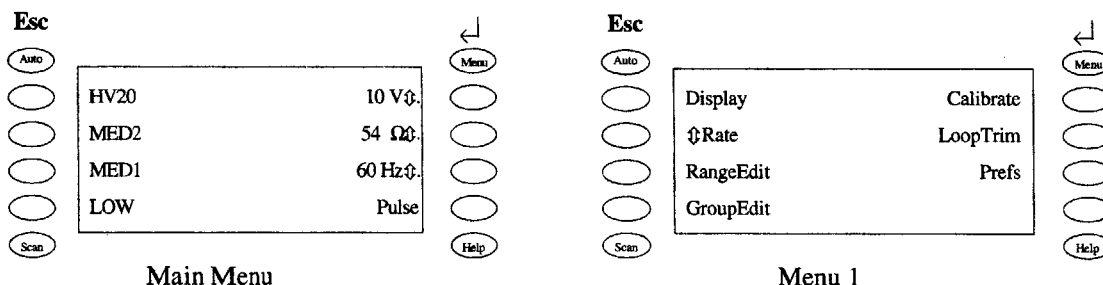 Esc
Auto
Menu
HV20 10 V⇳.
MED2 54 Ω⇳.
MED1 60 Hz⇳.
LOW Pulse
Scan
Help
Main Menu
Esc
Auto
Menu
Display Calibrate
⇳Rate LoopTrim
RangeEdit Prefs
GroupEdit
Scan
Help
Menu 1